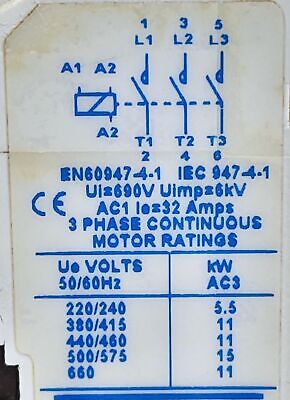 1 3 5
L1 L2 L3
A1 A2
A2
T1 T2 T3
2 4 6
EN60947-4-1 IEC 947-4-1
Ui=690V Uimp=6kV
CE AC1 Ie=32 Amps
3 PHASE CONTINUOUS
MOTOR RATINGS
Ue VOLTS kW
50/60Hz AC3
220/240 5.5
380/415 11
440/460 11
500/575 15
660 11